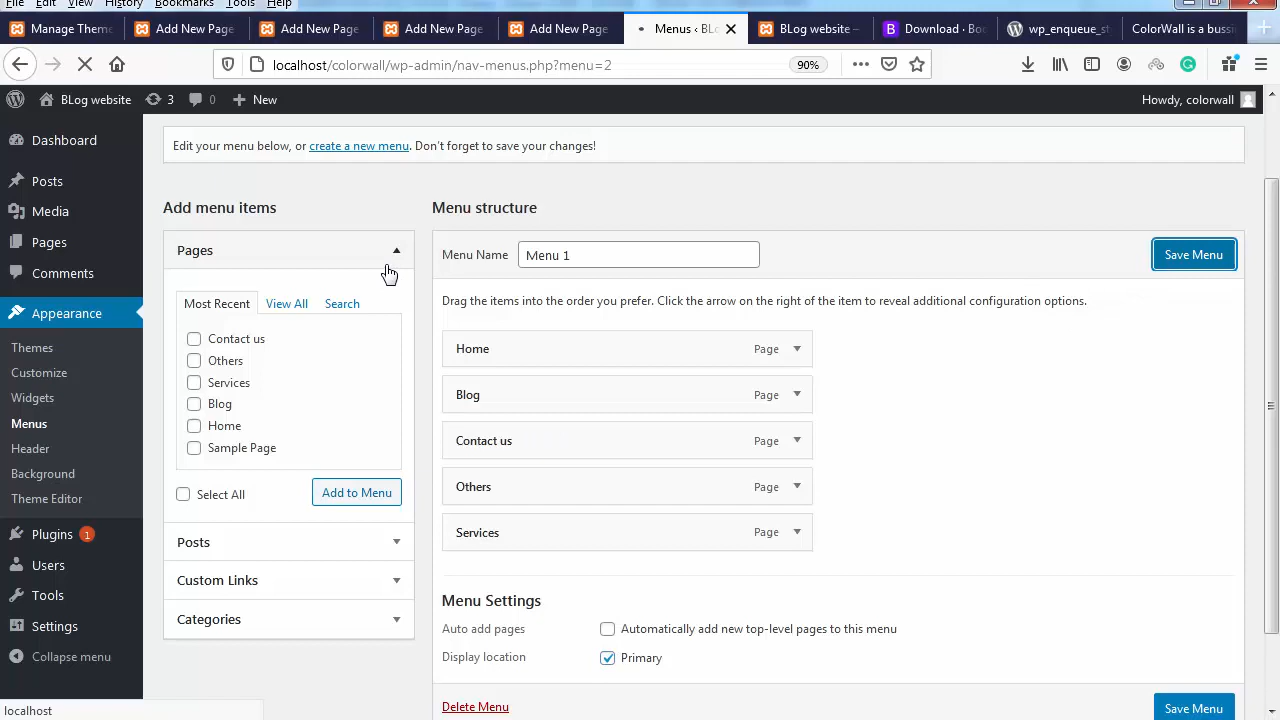 File Edit View History Bookmarks Tools Help
Manage Theme
Add New Page
Add New Page
Add New Page
Add New Page
Menus ‹ BLo
BLog website –
Download · Boo
wp_enqueue_st
ColorWall is a bussi
localhost/colorwall/wp-admin/nav-menus.php?menu=2
90%
BLog website
3
0
New
Howdy, colorwall
Dashboard
Posts
Media
Pages
Comments
Appearance
Themes
Customize
Widgets
Menus
Header
Background
Theme Editor
Plugins 1
Users
Tools
Settings
Collapse menu
Edit your menu below, or create a new menu. Don't forget to save your changes!
Add menu items
Pages
Most Recent View All Search
Contact us
Others
Services
Blog
Home
Sample Page
Select All
Add to Menu
Posts
Custom Links
Categories
Menu structure
Menu Name Menu 1
Save Menu
Drag the items into the order you prefer. Click the arrow on the right of the item to reveal additional configuration options.
Home Page
Blog Page
Contact us Page
Others Page
Services Page
Menu Settings
Auto add pages Automatically add new top-level pages to this menu
Display location Primary
Delete Menu
Save Menu
localhost